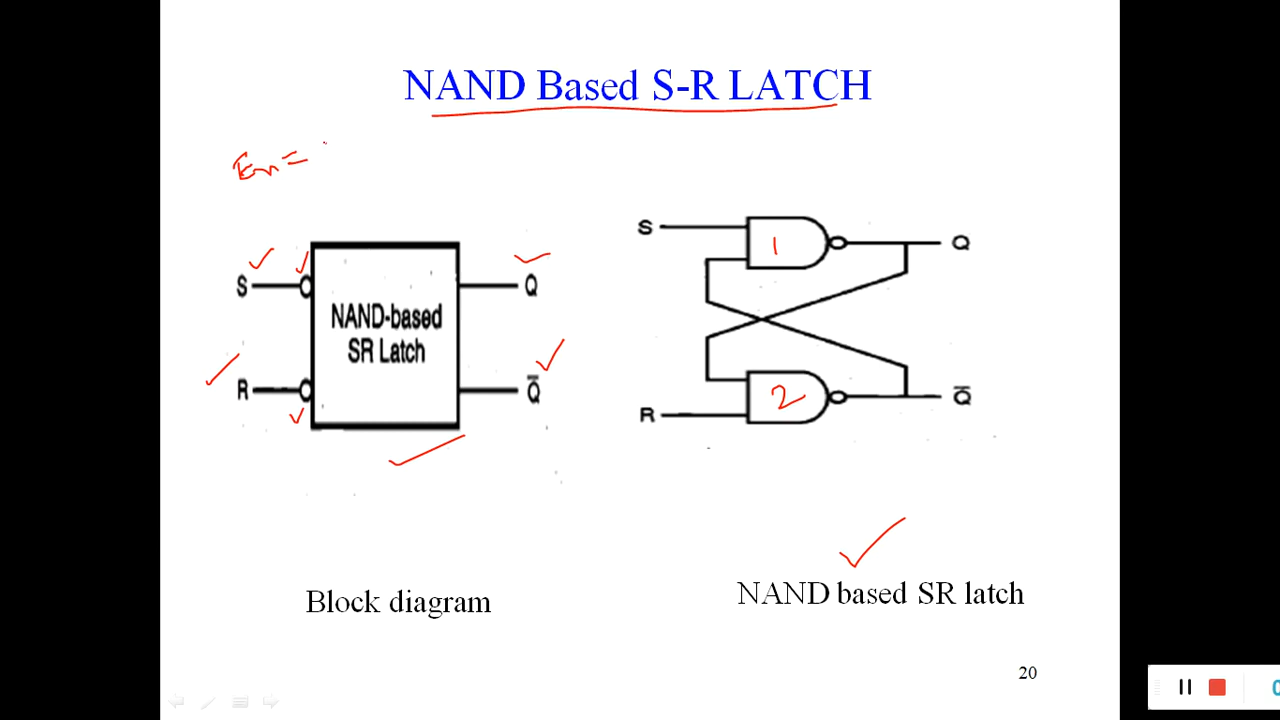 NAND Based S-R LATCH
En =
S
Q
NAND-based
SR Latch
R
Q̅
S
1
Q
2
R
Q̅
Block diagram
NAND based SR latch
20